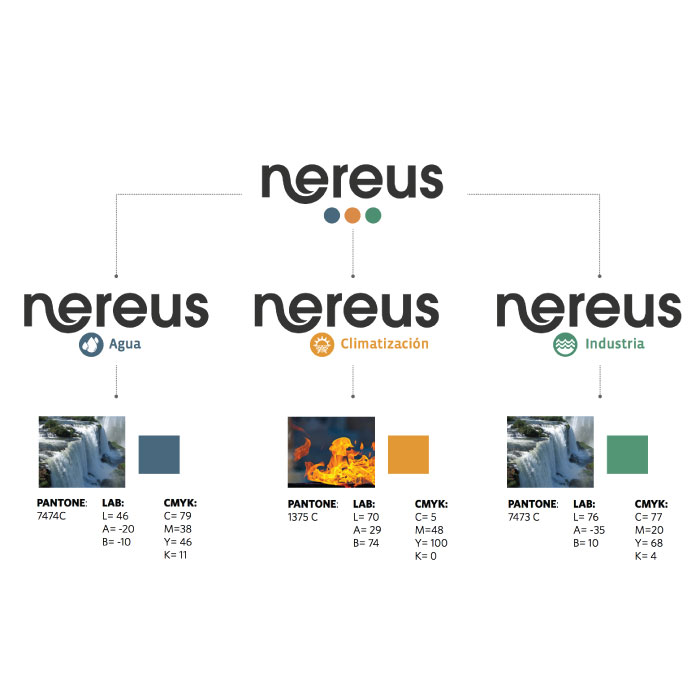 nereus
nereus
Agua
nereus
Climatización
nereus
Industria
PANTONE:
7474C
LAB:
L= 46
A= -20
B= -10
CMYK:
C= 79
M=38
Y= 46
K= 11
PANTONE:
1375 C
LAB:
L= 70
A= 29
B= 74
CMYK:
C= 5
M=48
Y= 100
K= 0
PANTONE:
7473 C
LAB:
L= 76
A= -35
B= 10
CMYK:
C= 77
M=20
Y= 68
K= 4